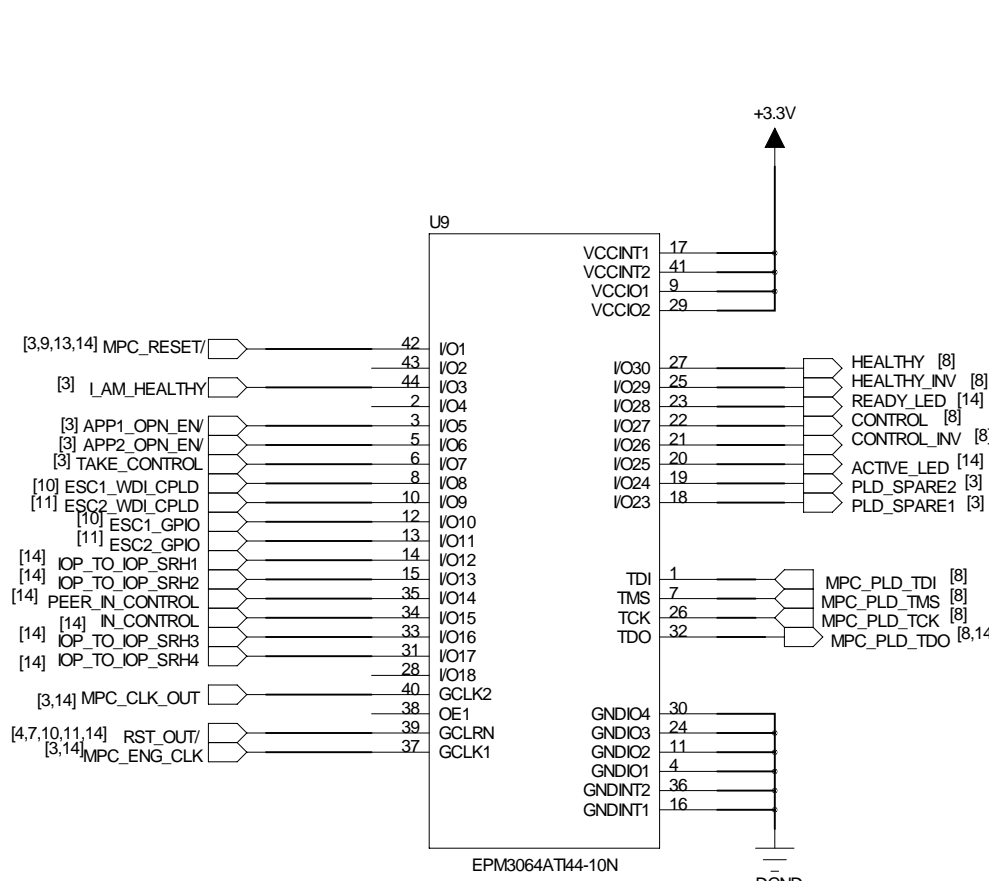 +3.3V
U9
VCCINT1 17
VCCINT2 41
VCCIO1 9
VCCIO2 29
[3,9,13,14] MPC_RESET/ 42 I/O1
43 I/O2
[3] I_AM_HEALTHY 44 I/O3
2 I/O4
[3] APP1_OPN_EN/ 3 I/O5
[3] APP2_OPN_EN/ 5 I/O6
[3] TAKE_CONTROL 6 I/O7
[10] ESC1_WDI_CPLD 8 I/O8
[11] ESC2_WDI_CPLD 10 I/O9
[10] ESC1_GPIO 12 I/O10
[11] ESC2_GPIO 13 I/O11
[14] IOP_TO_IOP_SRH1 14 I/O12
[14] IOP_TO_IOP_SRH2 15 I/O13
[14] PEER_IN_CONTROL 35 I/O14
[14] IN_CONTROL 34 I/O15
[14] IOP_TO_IOP_SRH3 33 I/O16
[14] IOP_TO_IOP_SRH4 31 I/O17
28 I/O18
[3,14] MPC_CLK_OUT 40 GCLK2
38 OE1
[4,7,10,11,14] RST_OUT/ 39 GCLRN
[3,14] MPC_ENG_CLK 37 GCLK1
I/O30 27 HEALTHY [8]
I/O29 25 HEALTHY_INV [8]
I/O28 23 READY_LED [14]
I/O27 22 CONTROL [8]
I/O26 21 CONTROL_INV [8]
I/O25 20 ACTIVE_LED [14]
I/O24 19 PLD_SPARE2 [3]
I/O23 18 PLD_SPARE1 [3]
TDI 1 MPC_PLD_TDI [8]
TMS 7 MPC_PLD_TMS [8]
TCK 26 MPC_PLD_TCK [8]
TDO 32 MPC_PLD_TDO [8,14
GNDIO4 30
GNDIO3 24
GNDIO2 11
GNDIO1 4
GNDINT2 36
GNDINT1 16
EPM3064ATI44-10N
DGND